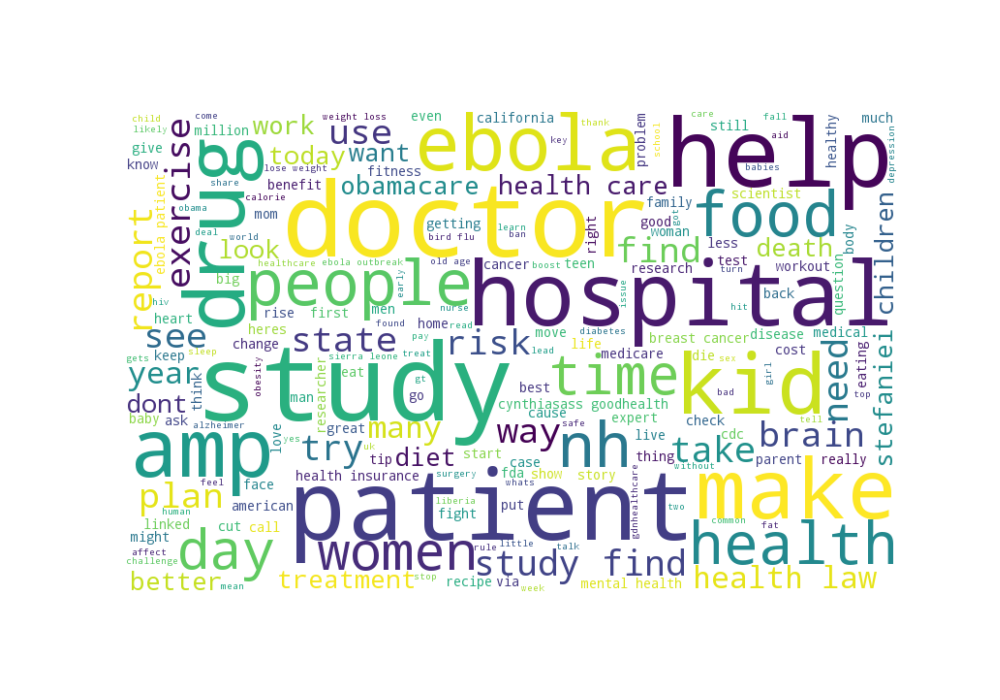 child
come
weight loss
even
california
thank
care
fall
much
likely
million
work
use
ebola
key
problem
school
help
still
aid
healthy
depression
give
know
drug
today
want
fitness
lose weight
share
benefit
obamacare
health care
family
scientist
babies
exercise
calorie
obama
mom
doctor
good
got
food
woman
report
ebola patient
deal
world
look
getting
learn
ban
bird flu
right
find
less
death
body
children
big
healthcare
ebola outbreak
old age
cancer
boost
teen
research
test
turn
workout
question
people
early
hospital
issue
back
hiv
heart
rise
first
men
nurse
hit
see
change
heres
state
found
home
read
risk
move
diabetes
breast cancer
disease
medical
keep
gets
sleep
pay
sierra leone
treat
lead
life
medicare
die
sex
cost
need
eating
top
stefaniei
year
think
study
obesity
eat
man
researcher
gt
go
best
time
kid
girl
bad
dont
cynthiasass goodhealth
baby
ask
alzheimer
love
yes
great
many
uk
start
cause
safe
expert
check
tell
amp
try
way
nh
live
cdc
take
brain
tip
diet
case
thing
parent
really
feel
face
health insurance
surgery
whats
fda
show
story
without
plan
human
american
patient
liberia
fight
put
gdnhealthcare
two
make
linked
cut
call
common
fat
might
affect
challenge
day
women
rule
little
talk
study find
health
better
mean
treatment
stop
recipe
via
week
mental health
health law